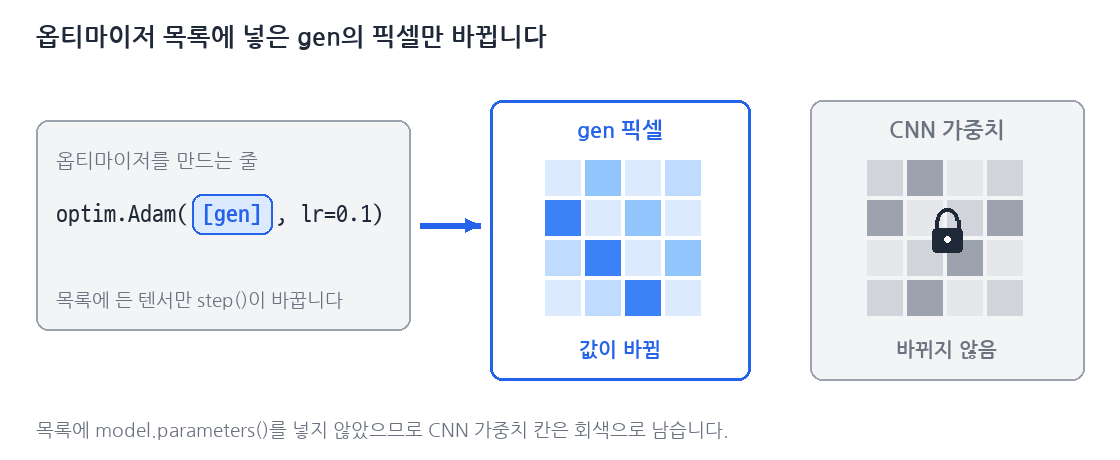 옵티마이저 목록에 넣은 gen의 픽셀만 바뀝니다
옵티마이저를 만드는 줄
optim.Adam([gen], lr=0.1)
목록에 든 텐서만 step()이 바꿉니다
gen 픽셀
값이 바뀜
CNN 가중치
바뀌지 않음
목록에 model.parameters()를 넣지 않았으므로 CNN 가중치 칸은 회색으로 남습니다.